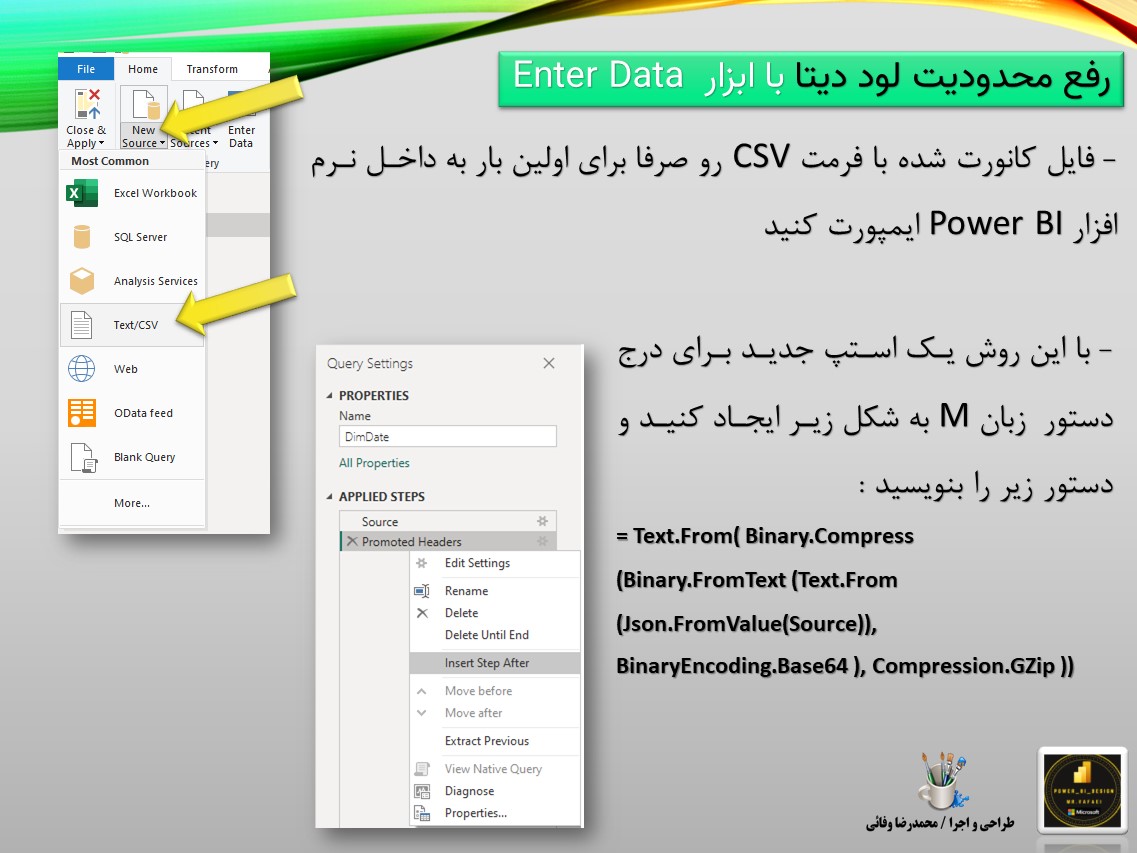 رفع محدودیت لود دیتا با ابزار Enter Data
- فایل کانورت شده با فرمت CSV رو صرفا برای اولین بار به داخل نرم
افزار Power BI ایمپورت کنید
- با این روش یک استپ جدید برای درج
دستور زبان M به شکل زیر ایجاد کنید و
دستور زیر را بنویسید :
= Text.From( Binary.Compress
(Binary.FromText (Text.From
(Json.FromValue(Source)),
BinaryEncoding.Base64 ), Compression.GZip ))
File Home Transform
Close & Apply
New Source
Sources
Enter Data
Most Common
Excel Workbook
SQL Server
Analysis Services
Text/CSV
Web
OData feed
Blank Query
More...
Query Settings
PROPERTIES
Name
DimDate
All Properties
APPLIED STEPS
Source
Promoted Headers
Edit Settings
Rename
Delete
Delete Until End
Insert Step After
Move before
Move after
Extract Previous
View Native Query
Diagnose
Properties...
طراحی و اجرا / محمدرضا وفائی
POWER_BI_DESIGN
MR.VAFAEI
Microsoft